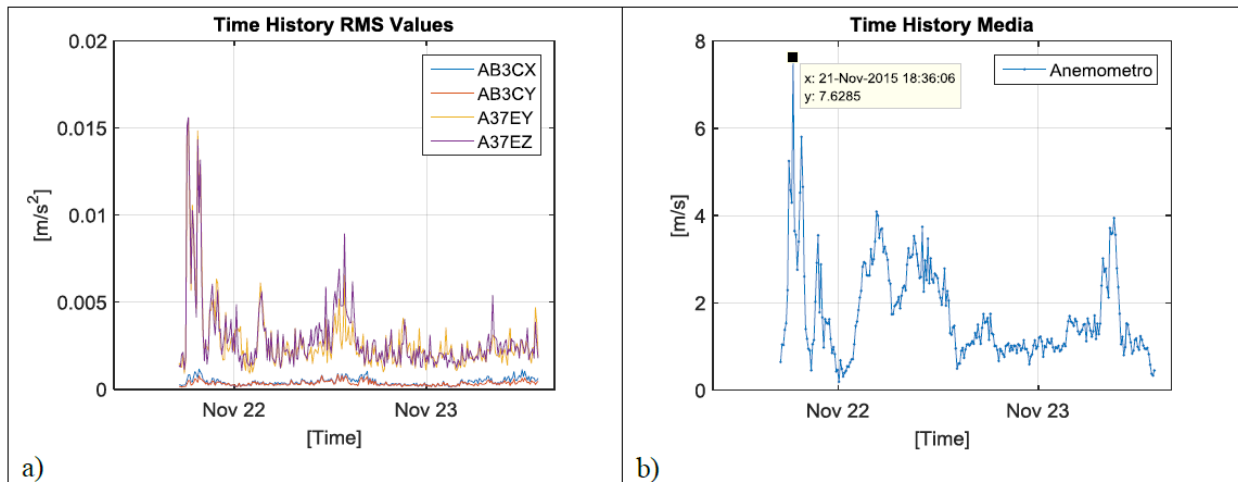 Time History RMS Values
0.02
0.015
0.01
0.005
0
[m/s²]
AB3CX
AB3CY
A37EY
A37EZ
Nov 22
Nov 23
[Time]
a)
Time History Media
8
6
4
2
0
[m/s]
x: 21-Nov-2015 18:36:06
y: 7.6285
Anemometro
Nov 22
Nov 23
[Time]
b)